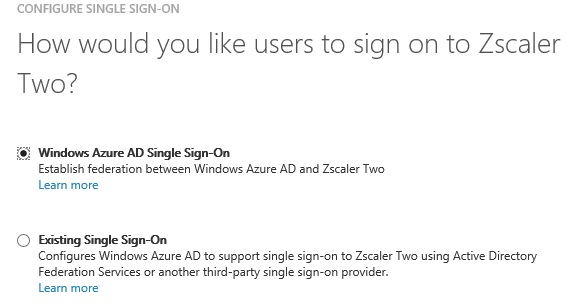 CONFIGURE SINGLE SIGN-ON
How would you like users to sign on to Zscaler
Two?
Windows Azure AD Single Sign-On
Establish federation between Windows Azure AD and Zscaler Two
Learn more
Existing Single Sign-On
Configures Windows Azure AD to support single sign-on to Zscaler Two using Active Directory
Federation Services or another third-party single sign-on provider.
Learn more